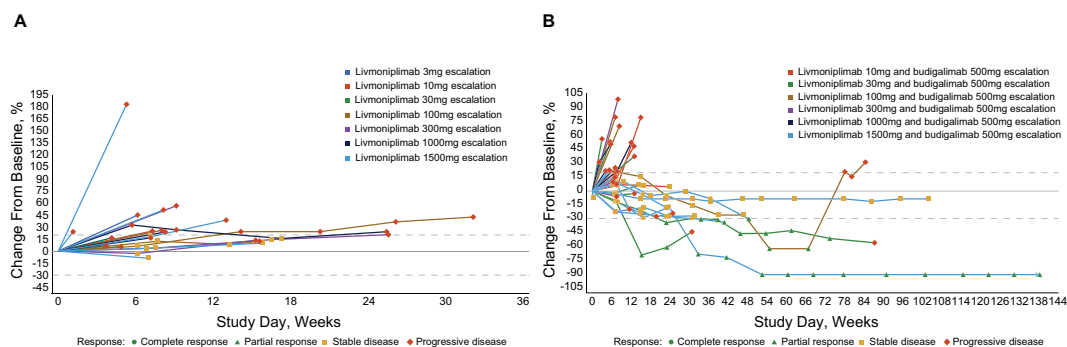 A
Change From Baseline, %
195
180
165
150
135
120
105
90
75
60
45
30
15
0
-15
-30
-45
Livmoniplimab 3mg escalation
Livmoniplimab 10mg escalation
Livmoniplimab 30mg escalation
Livmoniplimab 100mg escalation
Livmoniplimab 300mg escalation
Livmoniplimab 1000mg escalation
Livmoniplimab 1500mg escalation
0 6 12 18 24 30 36
Study Day, Weeks
Response: Complete response Partial response Stable disease Progressive disease
B
Change From Baseline, %
105
90
75
60
45
30
15
0
-15
-30
-45
-60
-75
-90
-105
Livmoniplimab 10mg and budigalimab 500mg escalation
Livmoniplimab 30mg and budigalimab 500mg escalation
Livmoniplimab 100mg and budigalimab 500mg escalation
Livmoniplimab 300mg and budigalimab 500mg escalation
Livmoniplimab 1000mg and budigalimab 500mg escalation
Livmoniplimab 1500mg and budigalimab 500mg escalation
0 6 12 18 24 30 36 42 48 54 60 66 72 78 84 90 96 102 108 114 120 126 132 138 144
Study Day, Weeks
Response: Complete response Partial response Stable disease Progressive disease